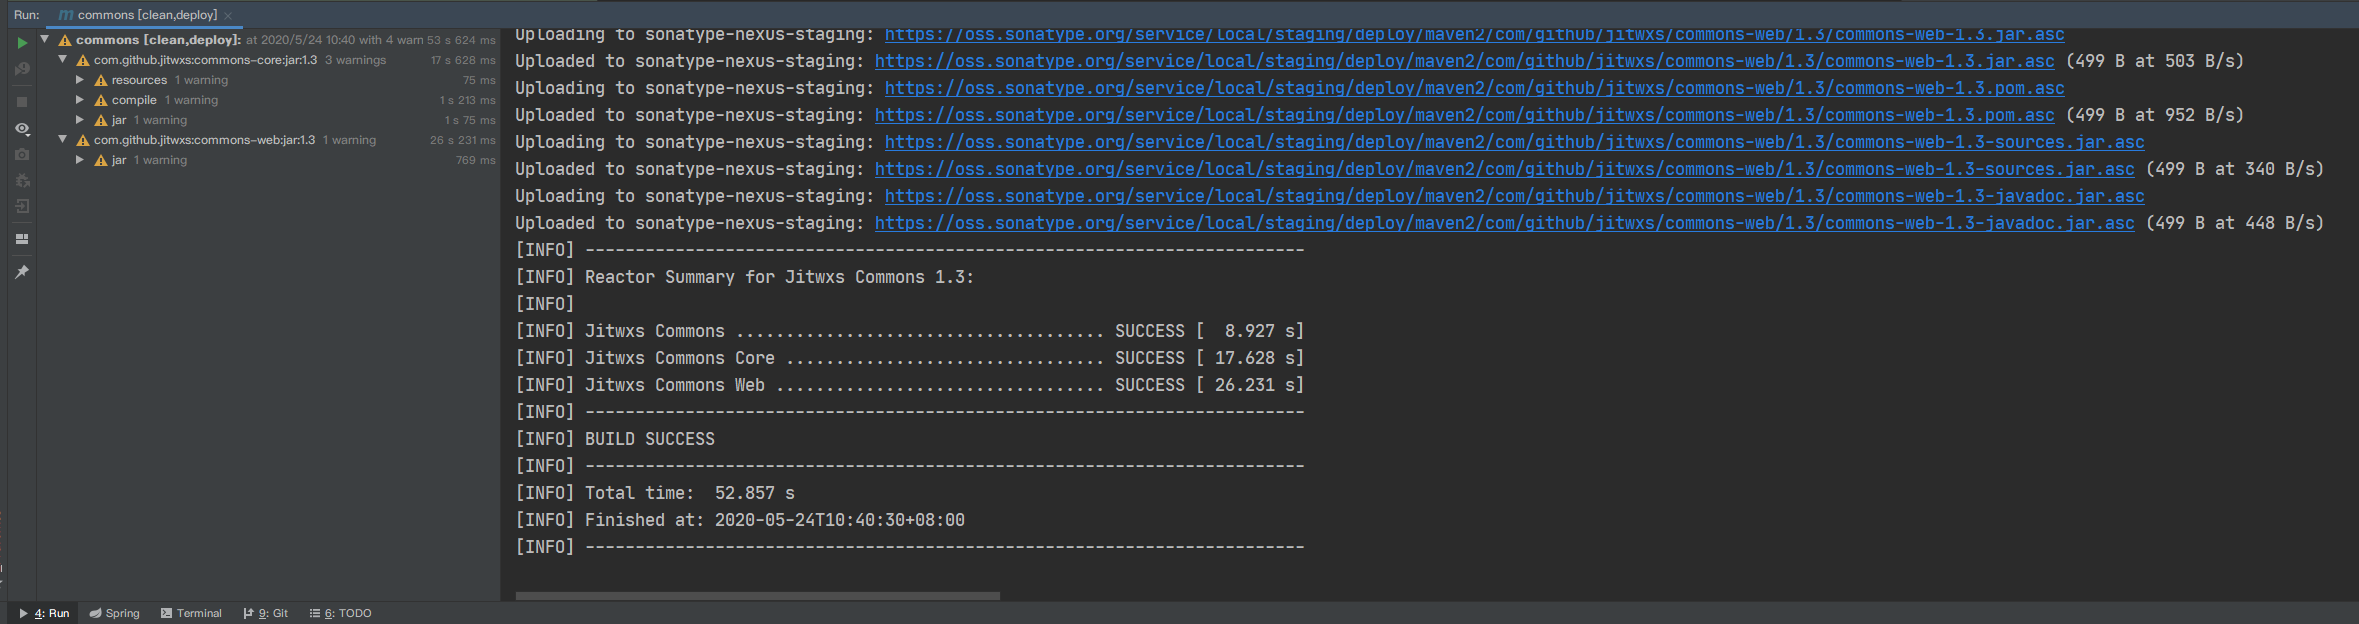 Run: commons [clean,deploy]
commons [clean,deploy]: at 2020/5/24 10:40 with 4 warn 53 s 624 ms
com.github.jitwxs:commons-core:jar:1.3 3 warnings 17 s 628 ms
resources 1 warning 75 ms
compile 1 warning 1 s 213 ms
jar 1 warning 1 s 75 ms
com.github.jitwxs:commons-web:jar:1.3 1 warning 26 s 231 ms
jar 1 warning 769 ms
Uploading to sonatype-nexus-staging: https://oss.sonatype.org/service/local/staging/deploy/maven2/com/github/jitwxs/commons-web/1.3/commons-web-1.3.jar.asc
Uploaded to sonatype-nexus-staging: https://oss.sonatype.org/service/local/staging/deploy/maven2/com/github/jitwxs/commons-web/1.3/commons-web-1.3.jar.asc (499 B at 503 B/s)
Uploading to sonatype-nexus-staging: https://oss.sonatype.org/service/local/staging/deploy/maven2/com/github/jitwxs/commons-web/1.3/commons-web-1.3.pom.asc
Uploaded to sonatype-nexus-staging: https://oss.sonatype.org/service/local/staging/deploy/maven2/com/github/jitwxs/commons-web/1.3/commons-web-1.3.pom.asc (499 B at 952 B/s)
Uploading to sonatype-nexus-staging: https://oss.sonatype.org/service/local/staging/deploy/maven2/com/github/jitwxs/commons-web/1.3/commons-web-1.3-sources.jar.asc
Uploaded to sonatype-nexus-staging: https://oss.sonatype.org/service/local/staging/deploy/maven2/com/github/jitwxs/commons-web/1.3/commons-web-1.3-sources.jar.asc (499 B at 340 B/s)
Uploading to sonatype-nexus-staging: https://oss.sonatype.org/service/local/staging/deploy/maven2/com/github/jitwxs/commons-web/1.3/commons-web-1.3-javadoc.jar.asc
Uploaded to sonatype-nexus-staging: https://oss.sonatype.org/service/local/staging/deploy/maven2/com/github/jitwxs/commons-web/1.3/commons-web-1.3-javadoc.jar.asc (499 B at 448 B/s)
[INFO] ------------------------------------------------------------------------
[INFO] Reactor Summary for Jitwxs Commons 1.3:
[INFO]
[INFO] Jitwxs Commons ..................................... SUCCESS [  8.927 s]
[INFO] Jitwxs Commons Core ................................ SUCCESS [ 17.628 s]
[INFO] Jitwxs Commons Web ................................. SUCCESS [ 26.231 s]
[INFO] ------------------------------------------------------------------------
[INFO] BUILD SUCCESS
[INFO] ------------------------------------------------------------------------
[INFO] Total time:  52.857 s
[INFO] Finished at: 2020-05-24T10:40:30+08:00
[INFO] ------------------------------------------------------------------------
4: Run Spring Terminal 9: Git 6: TODO